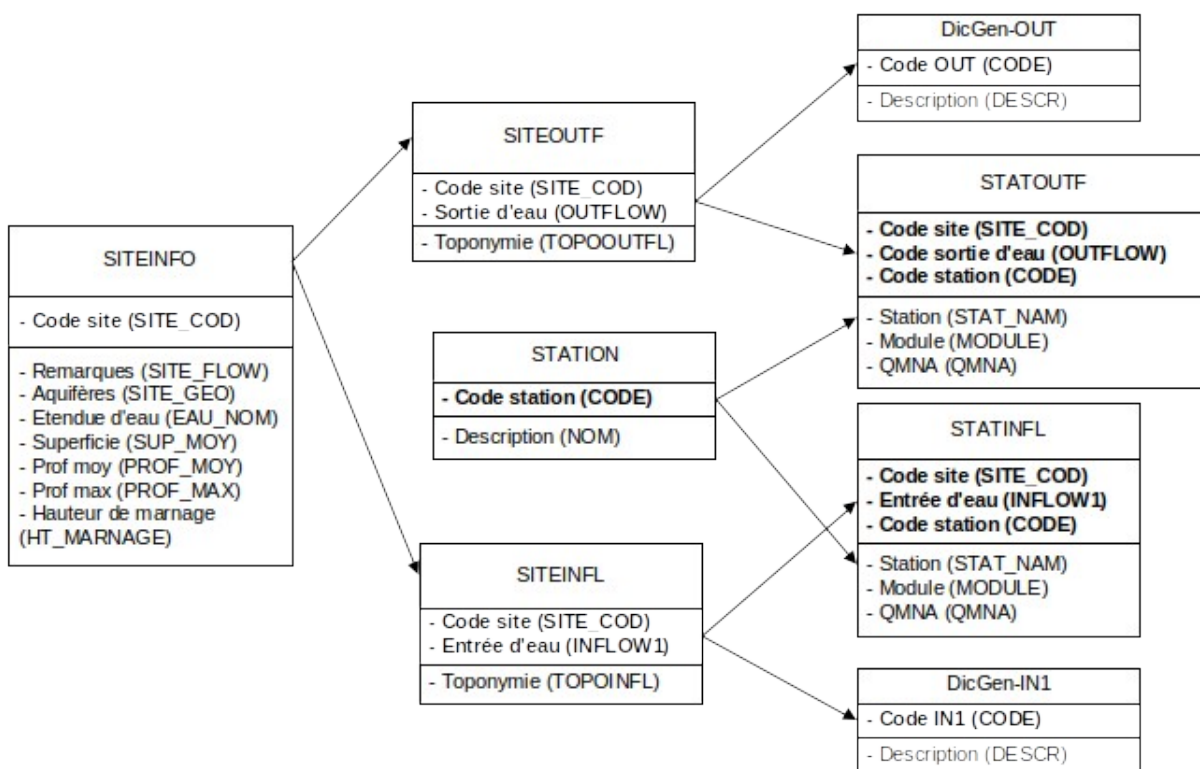 SITEINFO
- Code site (SITE_COD)
- Remarques (SITE_FLOW)
- Aquifères (SITE_GEO)
- Etendue d'eau (EAU_NOM)
- Superficie (SUP_MOY)
- Prof moy (PROF_MOY)
- Prof max (PROF_MAX)
- Hauteur de marnage
(HT_MARNAGE)
SITEOUTF
- Code site (SITE_COD)
- Sortie d'eau (OUTFLOW)
- Toponymie (TOPOOUTFL)
STATION
- Code station (CODE)
- Description (NOM)
SITEINFL
- Code site (SITE_COD)
- Entrée d'eau (INFLOW1)
- Toponymie (TOPOINFL)
DicGen-OUT
- Code OUT (CODE)
- Description (DESCR)
STATOUTF
- Code site (SITE_COD)
- Code sortie d'eau (OUTFLOW)
- Code station (CODE)
- Station (STAT_NAM)
- Module (MODULE)
- QMNA (QMNA)
STATINFL
- Code site (SITE_COD)
- Entrée d'eau (INFLOW1)
- Code station (CODE)
- Station (STAT_NAM)
- Module (MODULE)
- QMNA (QMNA)
DicGen-IN1
- Code IN1 (CODE)
- Description (DESCR)